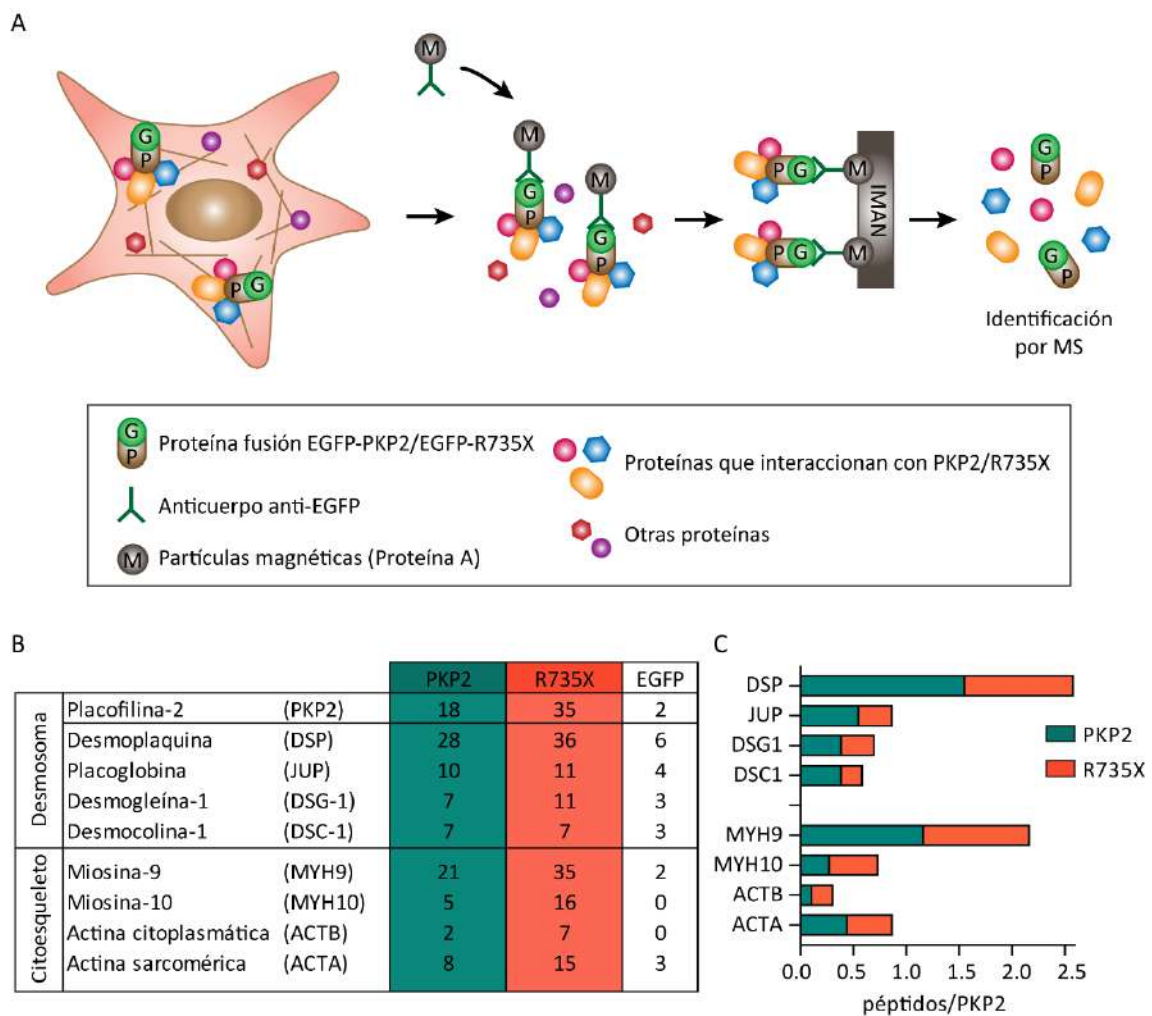 A
M
G
P
P
G
M
G
P
M
G
P
P
G
M
P
G
M
IMAN
G
P
G
P
Identificación
por MS
G
P
Proteína fusión EGFP-PKP2/EGFP-R735X
Anticuerpo anti-EGFP
M
Partículas magnéticas (Proteína A)
Proteínas que interaccionan con PKP2/R735X
Otras proteínas
B
PKP2 R735X EGFP
Desmosoma
Placofilina-2 (PKP2) 18 35 2
Desmoplaquina (DSP) 28 36 6
Placoglobina (JUP) 10 11 4
Desmogleína-1 (DSG-1) 7 11 3
Desmocolina-1 (DSC-1) 7 7 3
Citoesqueleto
Miosina-9 (MYH9) 21 35 2
Miosina-10 (MYH10) 5 16 0
Actina citoplasmática (ACTB) 2 7 0
Actina sarcomérica (ACTA) 8 15 3
C
DSP
JUP
DSG1
DSC1
MYH9
MYH10
ACTB
ACTA
PKP2
R735X
0.0 0.5 1.0 1.5 2.0 2.5
péptidos/PKP2